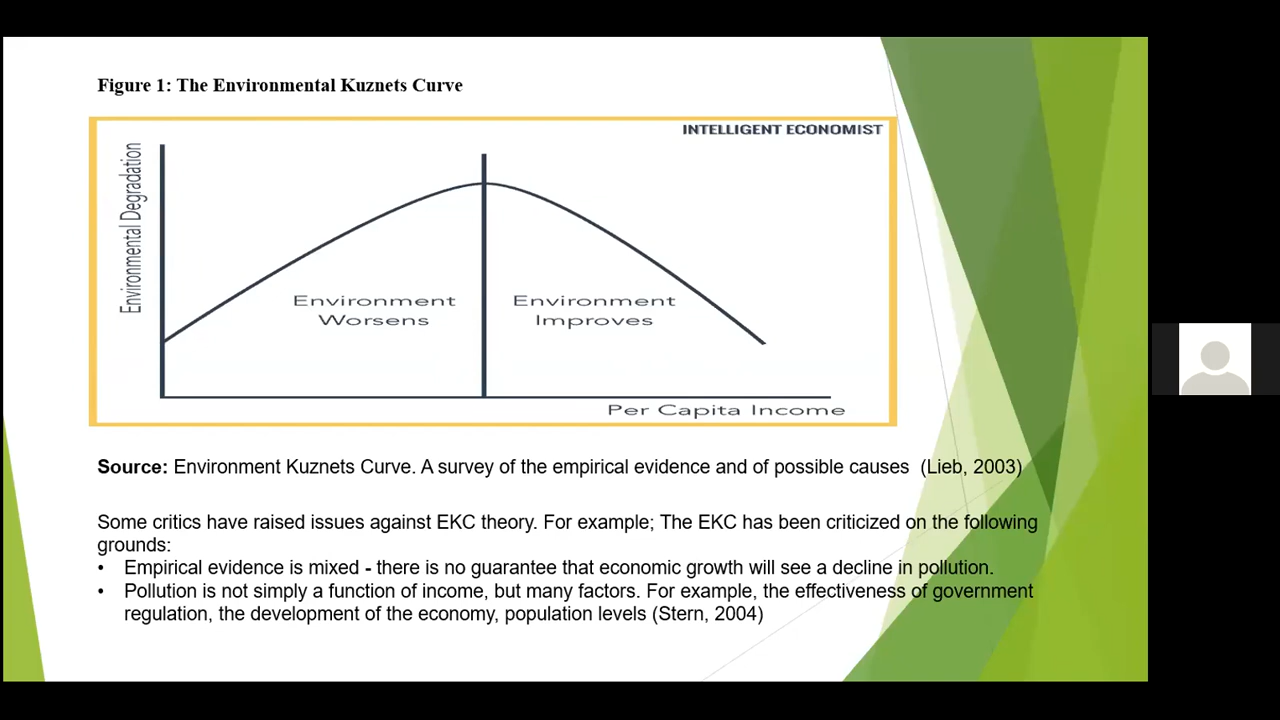 Figure 1: The Environmental Kuznets Curve
INTELLIGENT ECONOMIST
Environmental Degradation
Environment
Worsens
Environment
Improves
Per Capita Income
Source: Environment Kuznets Curve. A survey of the empirical evidence and of possible causes (Lieb, 2003)
Some critics have raised issues against EKC theory. For example; The EKC has been criticized on the following
grounds:
• Empirical evidence is mixed - there is no guarantee that economic growth will see a decline in pollution.
• Pollution is not simply a function of income, but many factors. For example, the effectiveness of government
regulation, the development of the economy, population levels (Stern, 2004)